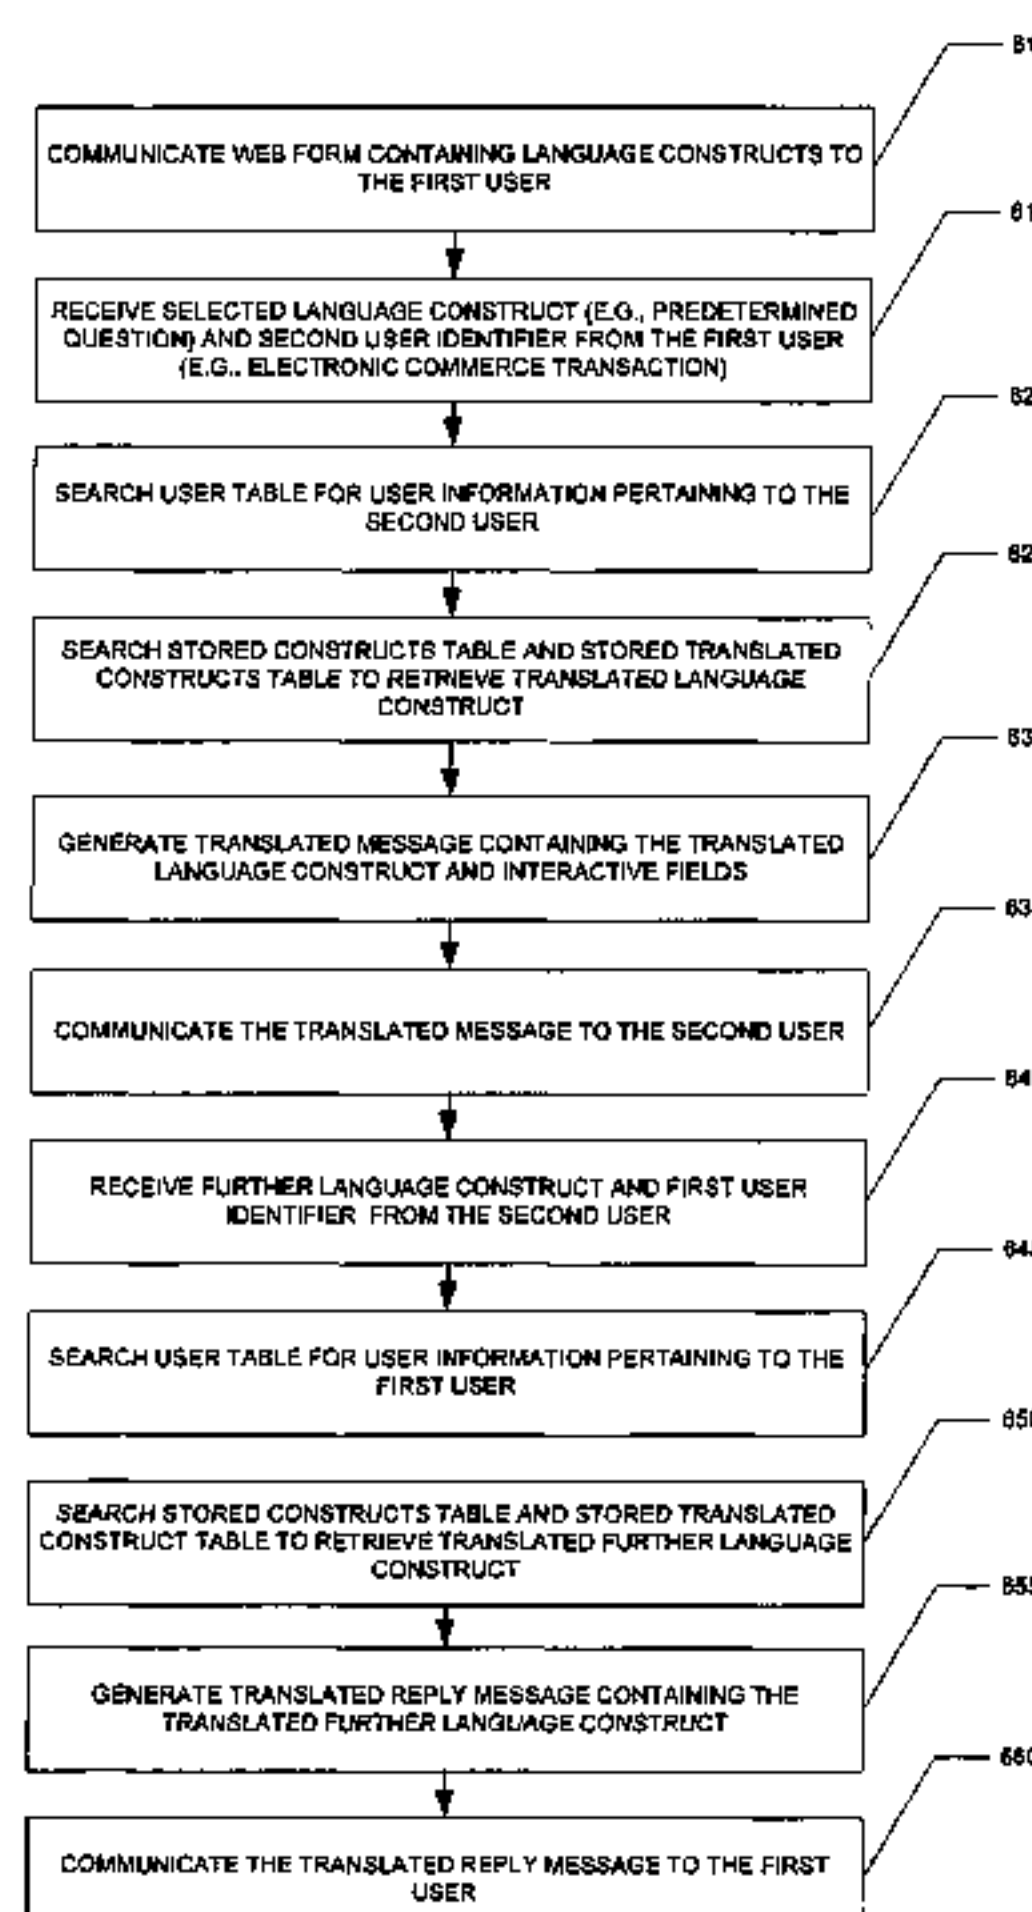 COMMUNICATE WEB FORM CONTAINING LANGUAGE CONSTRUCTS TO
THE FIRST USER
RECEIVE SELECTED LANGUAGE CONSTRUCT (E.G., PREDETERMINED
QUESTION) AND SECOND USER IDENTIFIER FROM THE FIRST USER
(E.G., ELECTRONIC COMMERCE TRANSACTION)
SEARCH USER TABLE FOR USER INFORMATION PERTAINING TO THE
SECOND USER
SEARCH STORED CONSTRUCTS TABLE AND STORED TRANSLATED
CONSTRUCTS TABLE TO RETRIEVE TRANSLATED LANGUAGE
CONSTRUCT
GENERATE TRANSLATED MESSAGE CONTAINING THE TRANSLATED
LANGUAGE CONSTRUCT AND INTERACTIVE FIELDS
COMMUNICATE THE TRANSLATED MESSAGE TO THE SECOND USER
RECEIVE FURTHER LANGUAGE CONSTRUCT AND FIRST USER
IDENTIFIER FROM THE SECOND USER
SEARCH USER TABLE FOR USER INFORMATION PERTAINING TO THE
FIRST USER
SEARCH STORED CONSTRUCTS TABLE AND STORED TRANSLATED
CONSTRUCT TABLE TO RETRIEVE TRANSLATED FURTHER LANGUAGE
CONSTRUCT
GENERATE TRANSLATED REPLY MESSAGE CONTAINING THE
TRANSLATED FURTHER LANGUAGE CONSTRUCT
COMMUNICATE THE TRANSLATED REPLY MESSAGE TO THE FIRST
USER